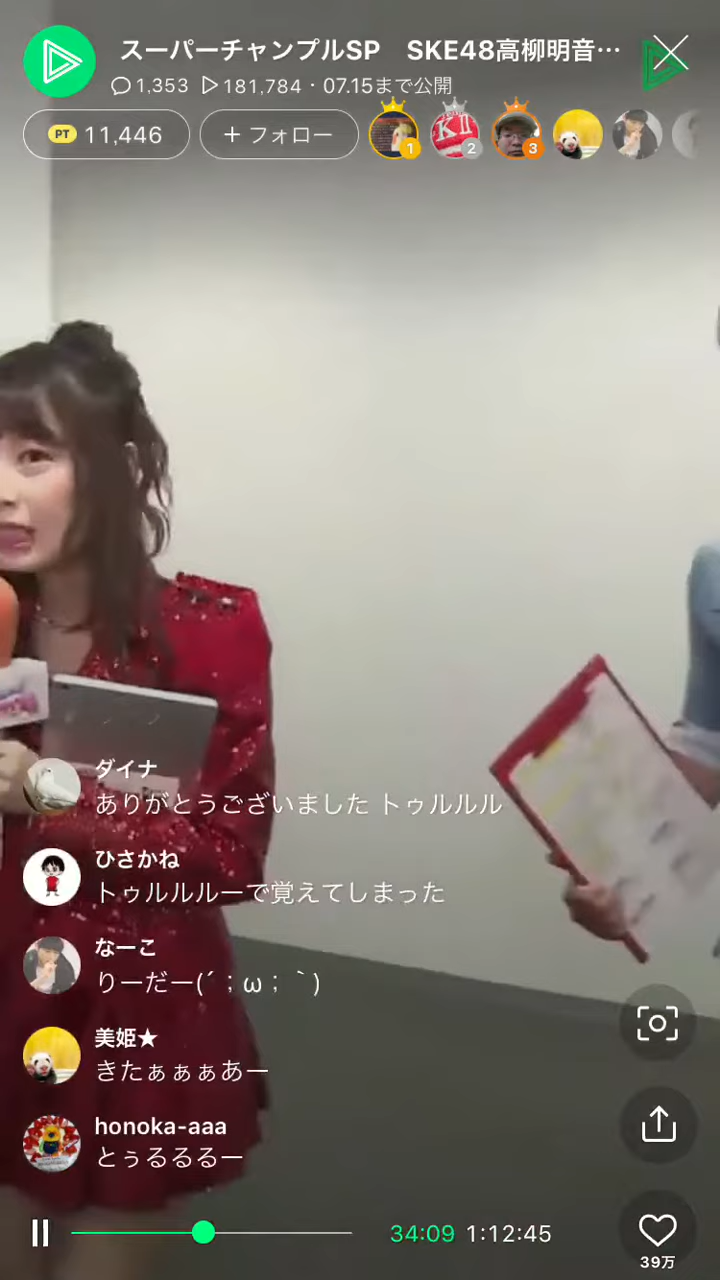 スーパーチャンプルSP SKE48高柳明音…
1,353 181,784・07.15まで公開
PT 11,446
+ フォロー
KII
1
2
3
ダイナ
ありがとうございました トゥルルル
ひさかね
トゥルルルーで覚えてしまった
なーこ
りーだー(´；ω；｀)
美姫★
きたぁぁぁあー
honoka-aaa
とぅるるるー
34:09 1:12:45
39万